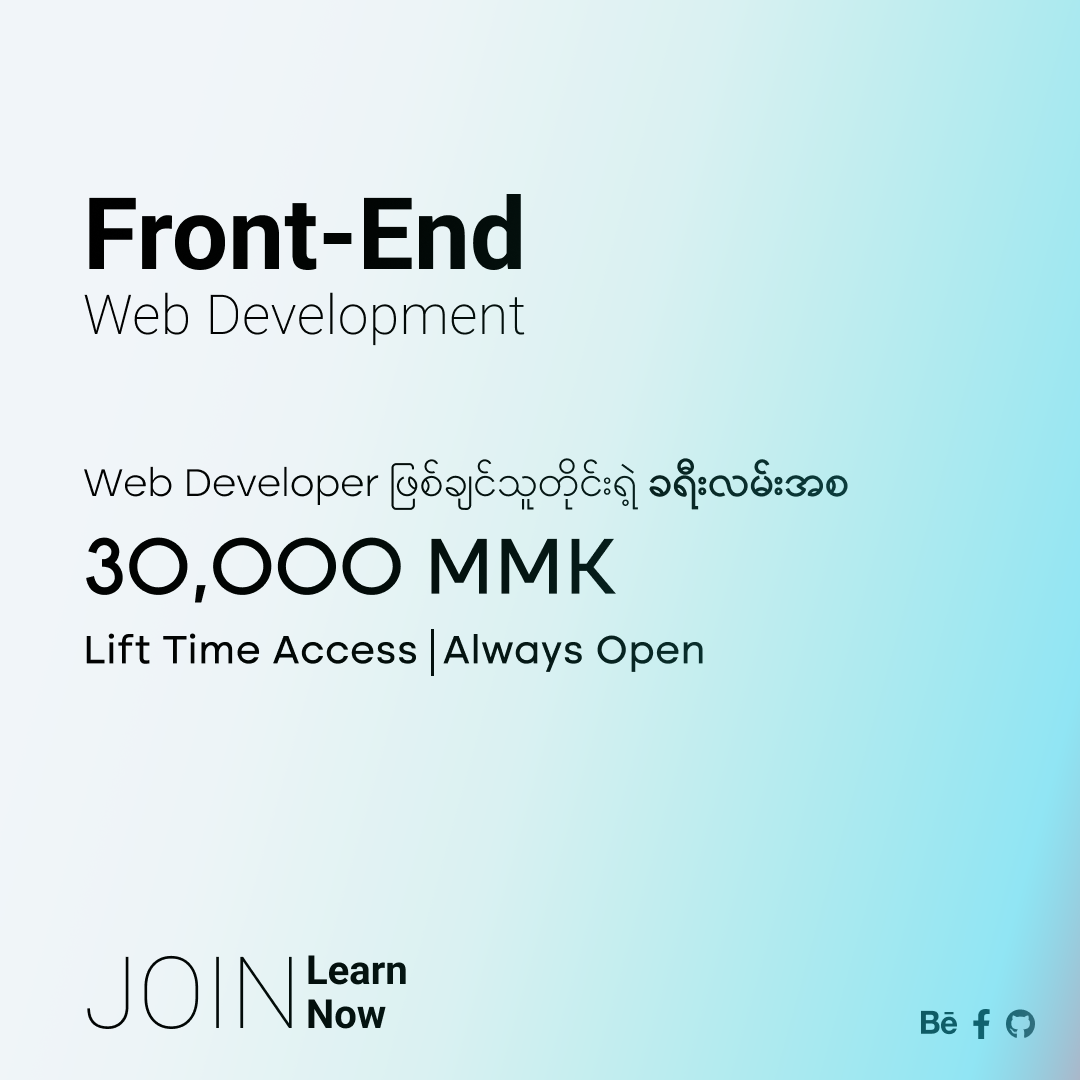 Front-End
Web Development
Web Developer ဖြစ်ချင်သူတိုင်းရဲ့ ခရီးလမ်းအစ
30,000 MMK
Lift Time Access | Always Open
JOIN Learn Now
Bē